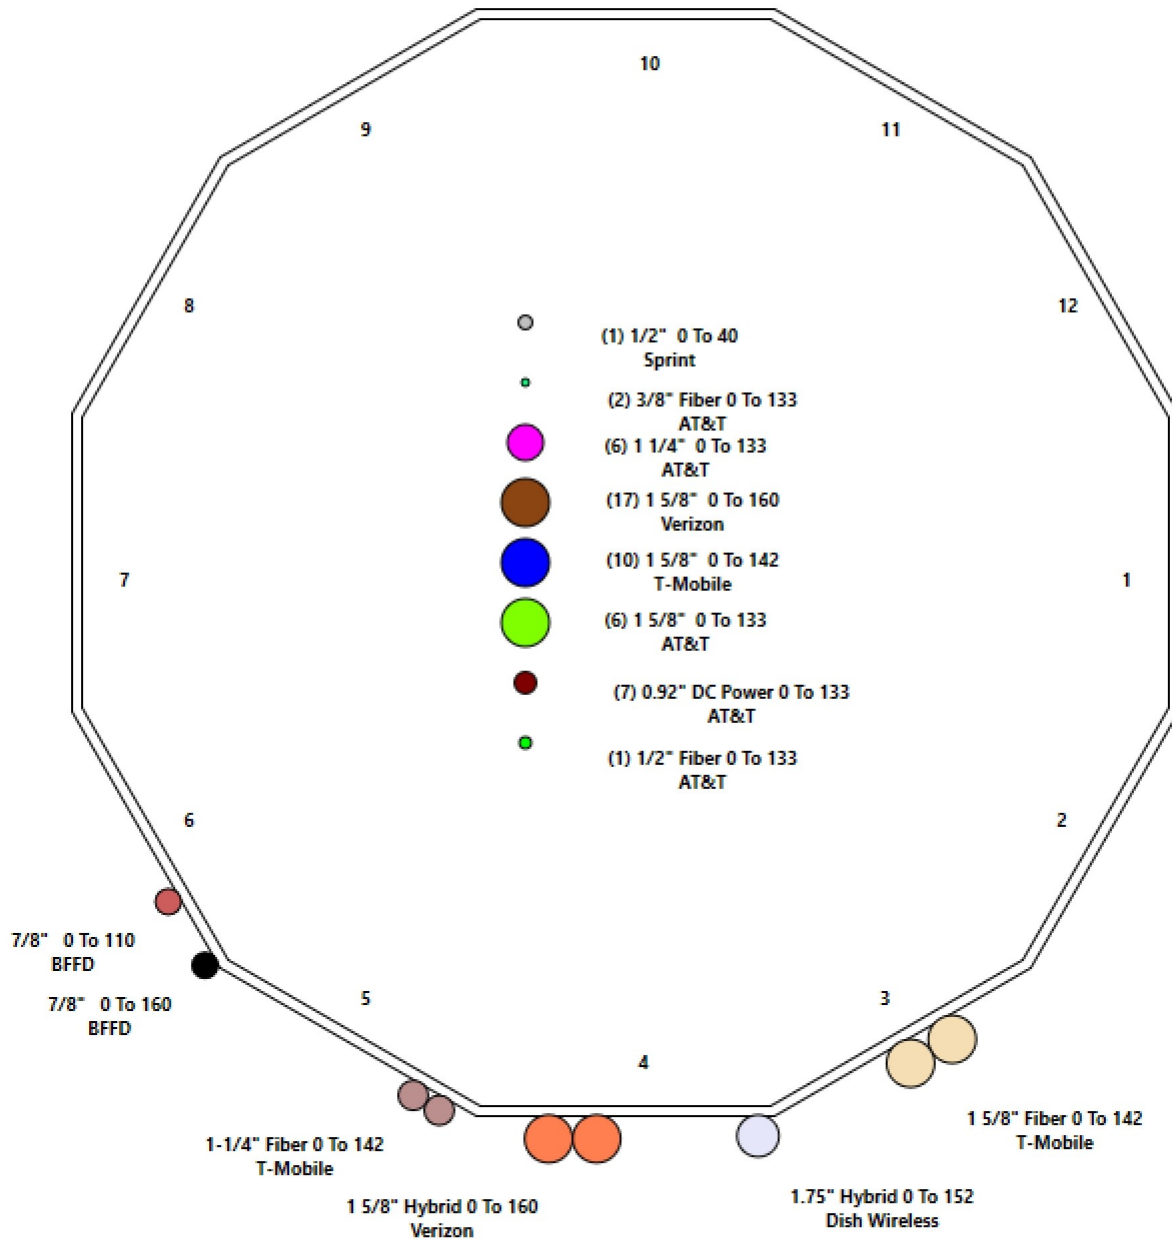 10
9
11
8
12
(1) 1/2" 0 To 40
Sprint
(2) 3/8" Fiber 0 To 133
AT&T
(6) 1 1/4" 0 To 133
AT&T
(17) 1 5/8" 0 To 160
Verizon
(10) 1 5/8" 0 To 142
T-Mobile
7
1
(6) 1 5/8" 0 To 133
AT&T
(7) 0.92" DC Power 0 To 133
AT&T
(1) 1/2" Fiber 0 To 133
AT&T
6
2
7/8" 0 To 110
BFFD
7/8" 0 To 160
BFFD
5
3
4
1-1/4" Fiber 0 To 142
T-Mobile
1 5/8" Fiber 0 To 142
T-Mobile
1 5/8" Hybrid 0 To 160
Verizon
1.75" Hybrid 0 To 152
Dish Wireless